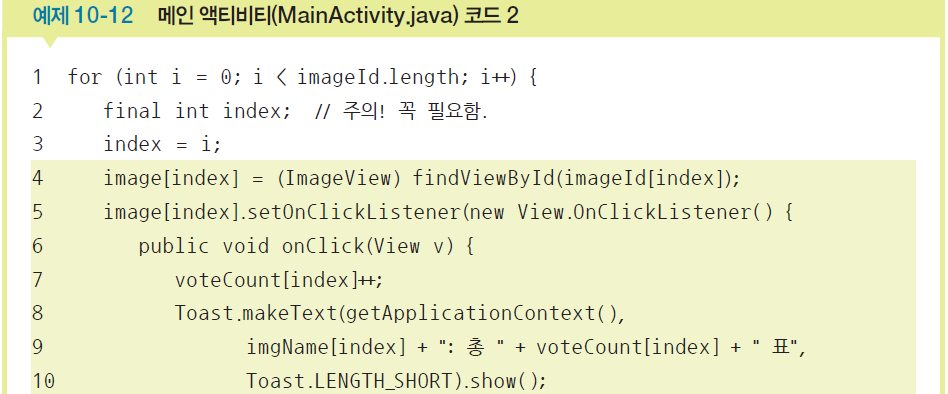 예제 10-12 메인 액티비티(MainActivity.java) 코드 2
1 for (int i = 0; i < imageId.length; i++) {
2 final int index; // 주의! 꼭 필요함.
3 index = i;
4 image[index] = (ImageView) findViewById(imageId[index]);
5 image[index].setOnClickListener(new View.OnClickListener() {
6 public void onClick(View v) {
7 voteCount[index]++;
8 Toast.makeText(getApplicationContext(),
9 imgName[index] + ": 총 " + voteCount[index] + " 표",
10 Toast.LENGTH_SHORT).show();